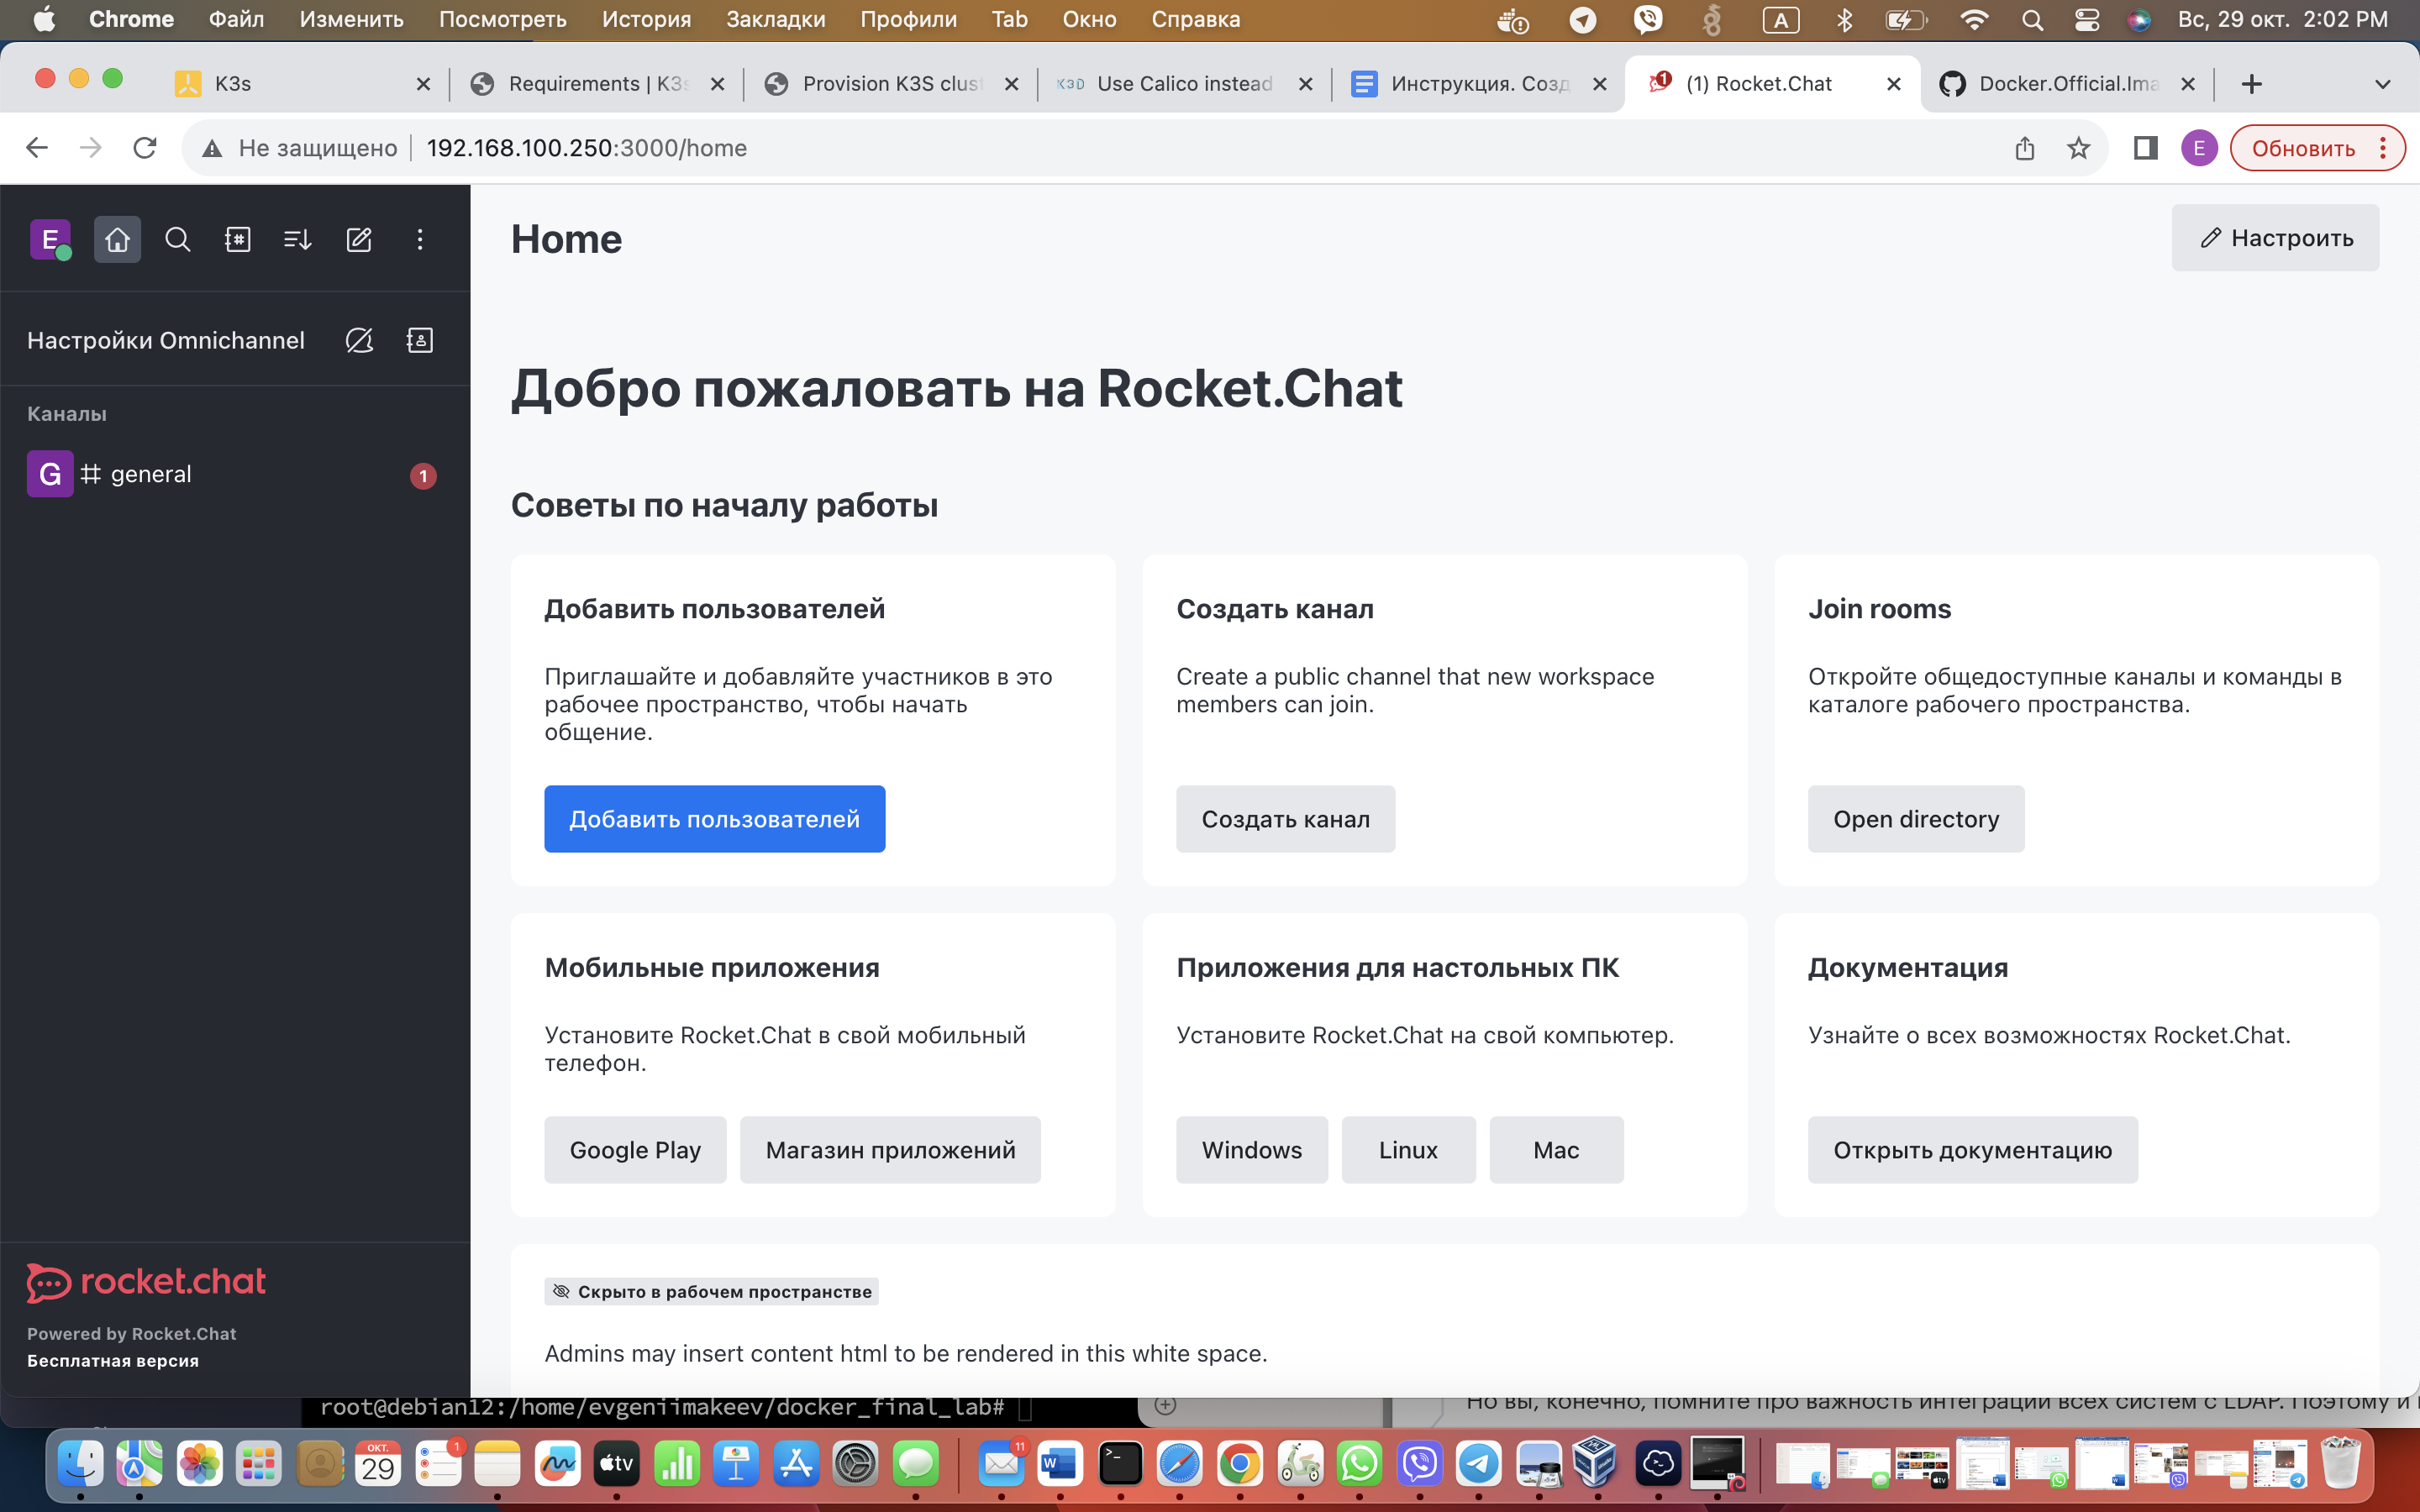 Chrome Файл Изменить Посмотреть История Закладки Профили Tab Окно Справка A Вс, 29 окт. 2:02 PM
K3s Requirements | K3s Provision K3S clus K3D Use Calico instead Инструкция. Созд 1 (1) Rocket.Chat Docker.Official.Ima
Не защищено 192.168.100.250:3000/home E Обновить
E Home Настроить
Настройки Omnichannel
Каналы
G # general 1
Добро пожаловать на Rocket.Chat
Советы по началу работы
Добавить пользователей
Приглашайте и добавляйте участников в это
рабочее пространство, чтобы начать
общение.
Добавить пользователей
Создать канал
Create a public channel that new workspace
members can join.
Создать канал
Join rooms
Откройте общедоступные каналы и команды в
каталоге рабочего пространства.
Open directory
Мобильные приложения
Установите Rocket.Chat в свой мобильный
телефон.
Google Play Магазин приложений
Приложения для настольных ПК
Установите Rocket.Chat на свой компьютер.
Windows Linux Mac
Документация
Узнайте о всех возможностях Rocket.Chat.
Открыть документацию
Скрыто в рабочем пространстве
Admins may insert content html to be rendered in this white space.
rocket.chat
Powered by Rocket.Chat
Бесплатная версия
root@debian12:/home/evgeniimakeev/docker_final_lab#
Но вы, конечно, помните про важность интеграции всех систем с LDAP. Поэтому и
ОКТ.
29
1
tv
11
W